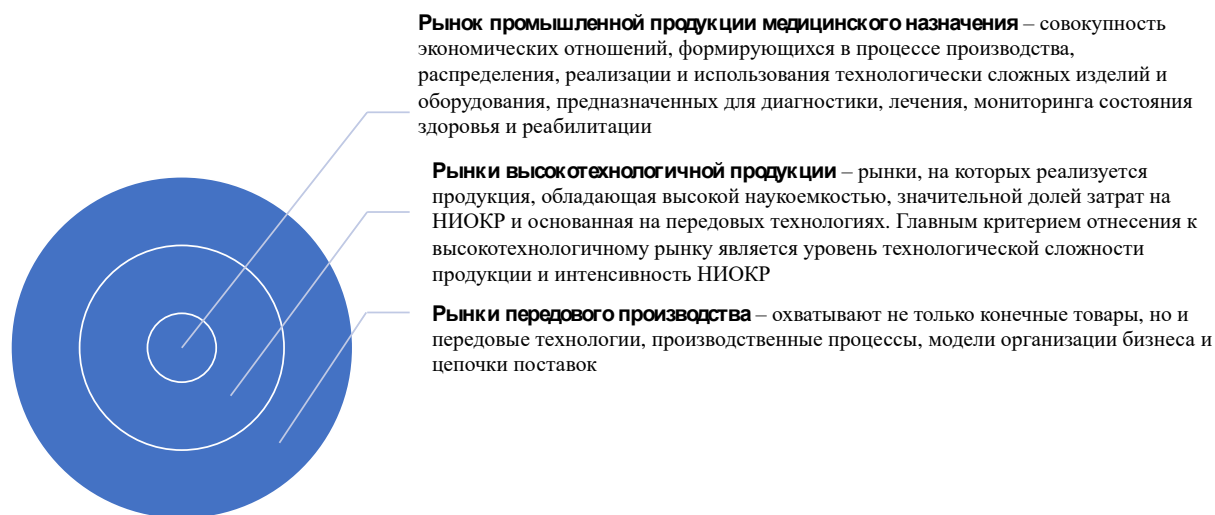 Рынок промышленной продукции медицинского назначения – совокупность
экономических отношений, формирующихся в процессе производства,
распределения, реализации и использования технологически сложных изделий и
оборудования, предназначенных для диагностики, лечения, мониторинга состояния
здоровья и реабилитации
Рынки высокотехнологичной продукции – рынки, на которых реализуется
продукция, обладающая высокой наукоемкостью, значительной долей затрат на
НИОКР и основанная на передовых технологиях. Главным критерием отнесения к
высокотехнологичному рынку является уровень технологической сложности
продукции и интенсивность НИОКР
Рынки передового производства – охватывают не только конечные товары, но и
передовые технологии, производственные процессы, модели организации бизнеса и
цепочки поставок